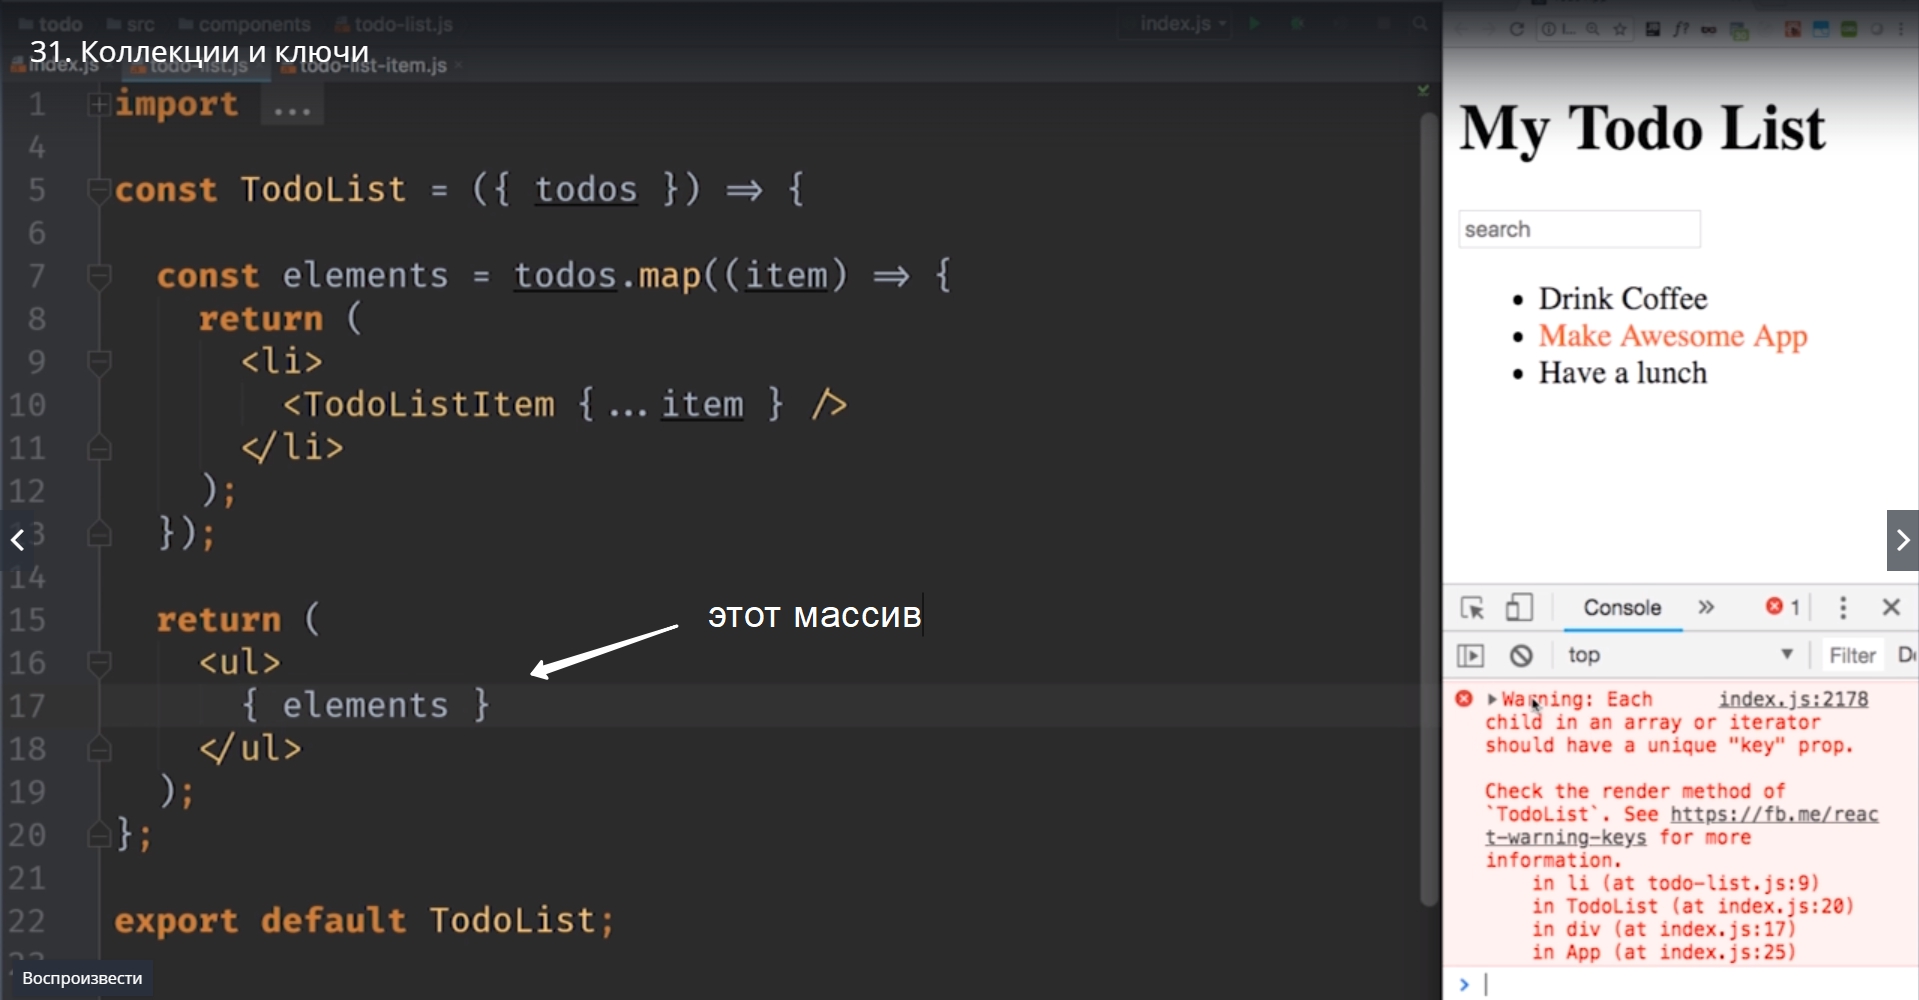 todo src components todo-list.js index.js
31. Коллекции и ключи
index.js todo-list.js todo-list-item.js
1 import ...
4
5 const TodoList = ({ todos }) => {
6
7 const elements = todos.map((item) => {
8 return (
9 <li>
10 <TodoListItem {...item } />
11 </li>
12 );
13 });
14
15 return (
16 <ul>
17 { elements }
18 </ul>
19 );
20 };
21
22 export default TodoList;
этот массив
Воспроизвести
My Todo List
search
Drink Coffee
Make Awesome App
Have a lunch
Console 1
top Filter
Warning: Each index.js:2178
child in an array or iterator
should have a unique "key" prop.
Check the render method of
`TodoList`. See https://fb.me/reac
t-warning-keys for more
information.
in li (at todo-list.js:9)
in TodoList (at index.js:20)
in div (at index.js:17)
in App (at index.js:25)